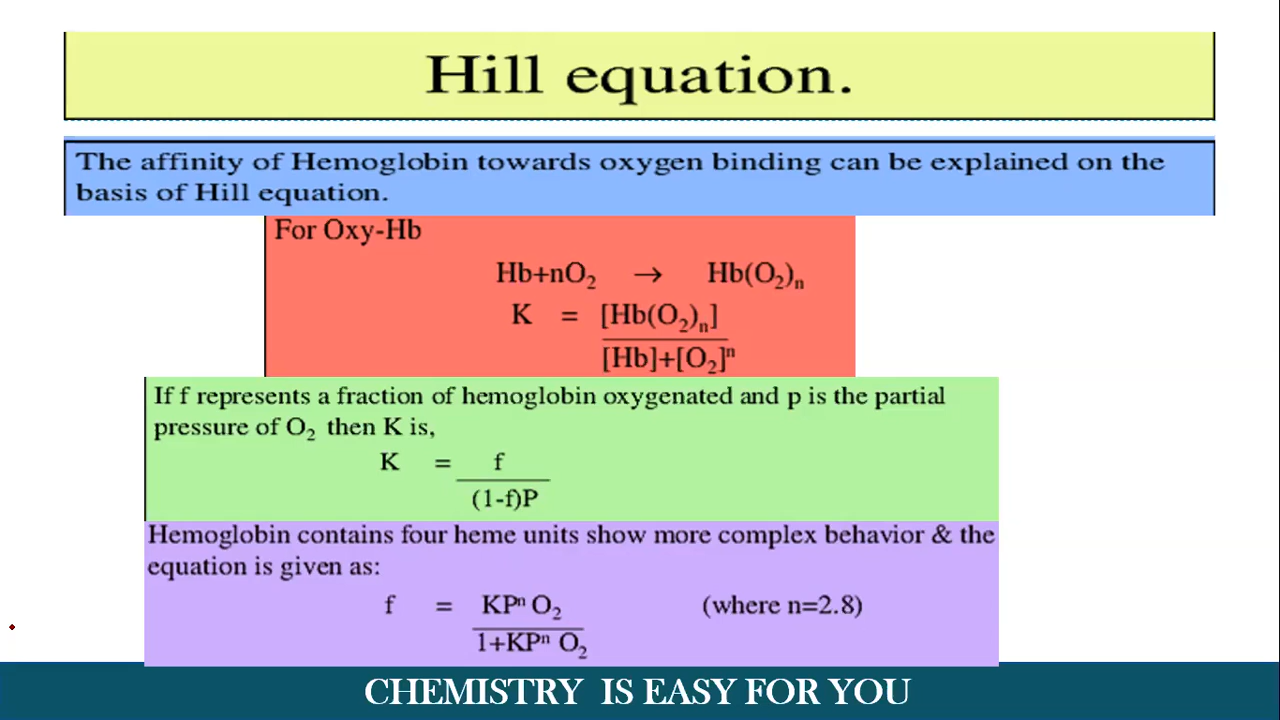 Hill equation.
The affinity of Hemoglobin towards oxygen binding can be explained on the
basis of Hill equation.
For Oxy-Hb
Hb+nO₂ → Hb(O₂)ₙ
K = [Hb(O₂)ₙ]
[Hb]+[O₂]ⁿ
If f represents a fraction of hemoglobin oxygenated and p is the partial
pressure of O₂ then K is,
K = f
(1-f)P
Hemoglobin contains four heme units show more complex behavior & the
equation is given as:
f = KPⁿ O₂ (where n=2.8)
1+KPⁿ O₂
CHEMISTRY IS EASY FOR YOU